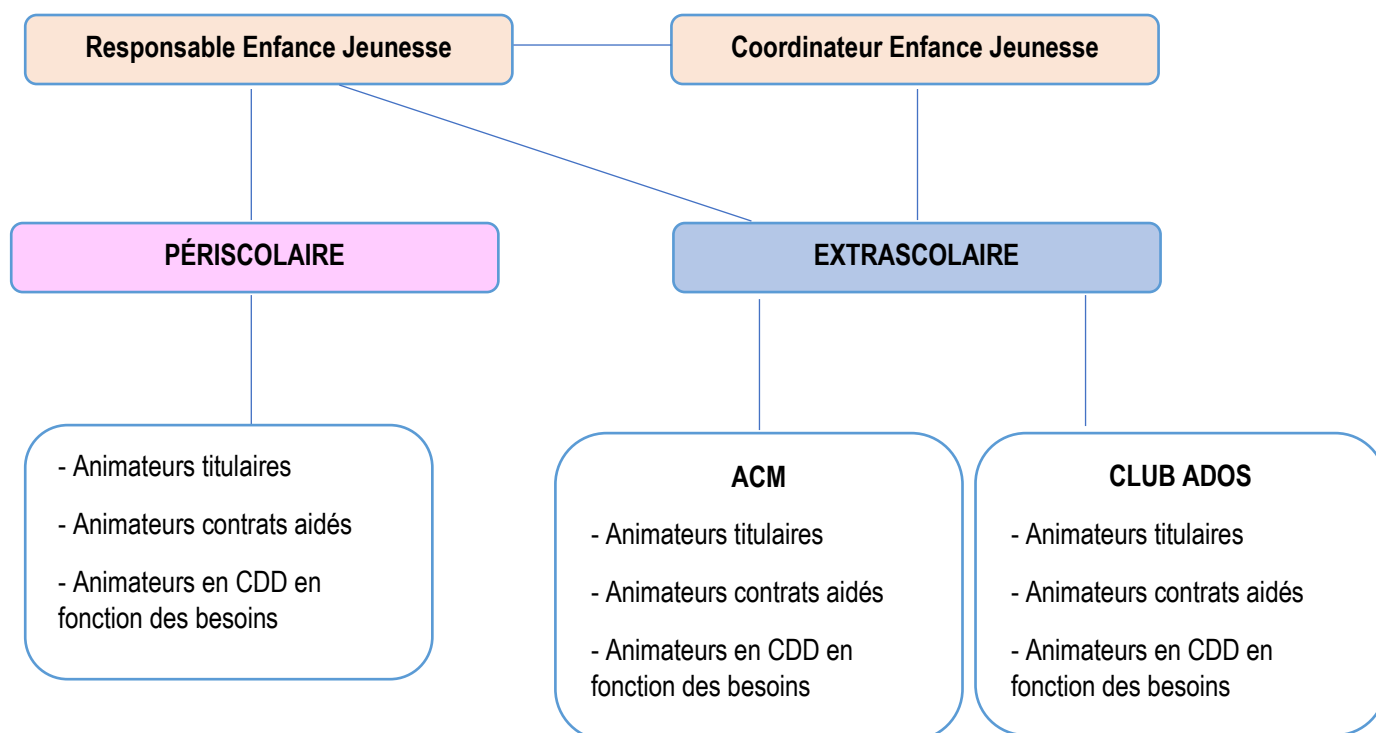 Responsable Enfance Jeunesse
Coordinateur Enfance Jeunesse
PÉRISCOLAIRE
EXTRASCOLAIRE
- Animateurs titulaires
- Animateurs contrats aidés
- Animateurs en CDD en
fonction des besoins
ACM
- Animateurs titulaires
- Animateurs contrats aidés
- Animateurs en CDD en
fonction des besoins
CLUB ADOS
- Animateurs titulaires
- Animateurs contrats aidés
- Animateurs en CDD en
fonction des besoins